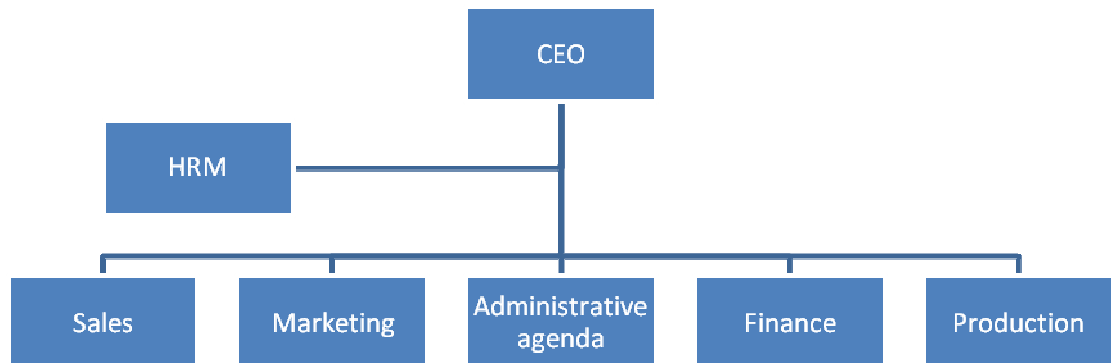 CEO
HRM
Sales
Marketing
Administrative
agenda
Finance
Production